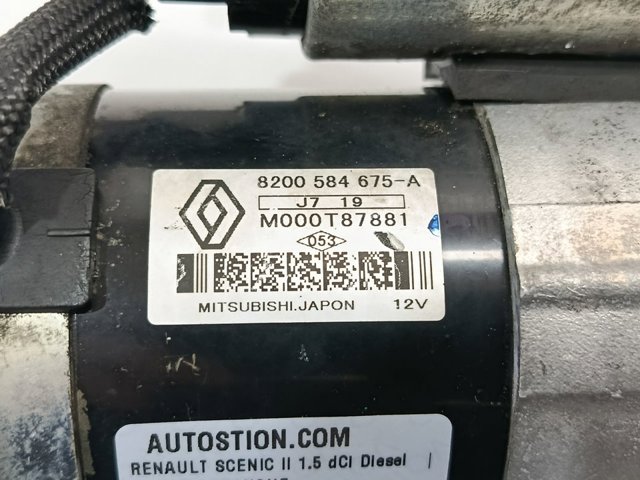 8200 584 675-A
J7 19
M000T87881
053
MITSUBISHI.JAPON 12V
AUTOSTION.COM
RENAULT SCENIC II 1.5 dCI Diesel